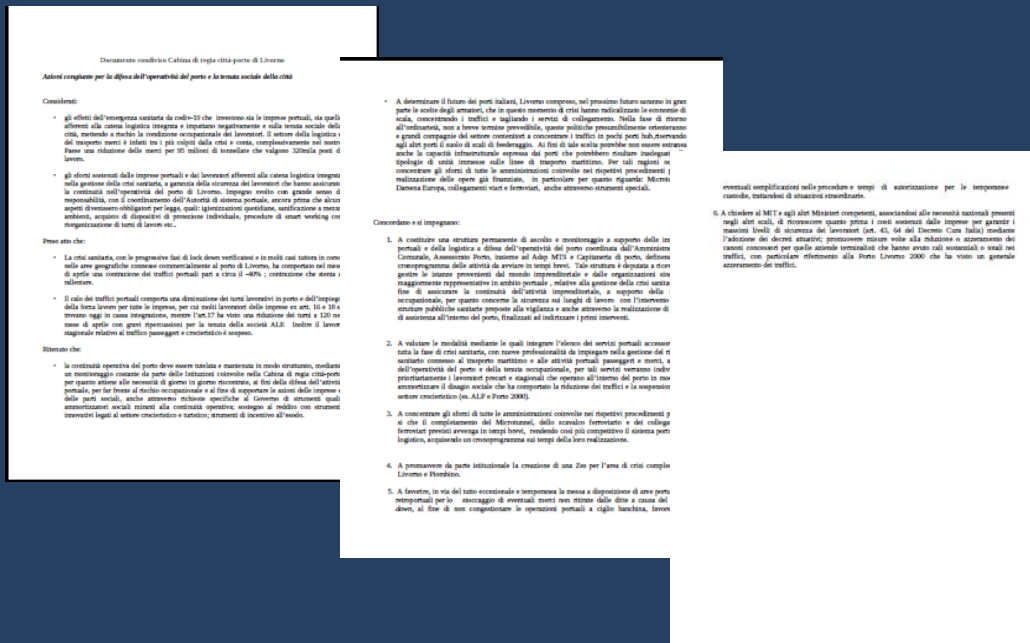 Documento condiviso Cabina di regia città-porto di Livorno
Azioni congiunte per la difesa dell'operatività del porto e la tenuta sociale della città
Considerati:
• gli effetti dell'emergenza sanitaria da codiv-19 che investono sia le imprese portuali, sia quelle
afferenti alla catena logistica integrata e impattano negativamente e sulla tenuta sociale della
città, mettendo a rischio la condizione occupazionale dei lavoratori. Il settore della logistica e
del trasporto merci è infatti tra i più colpiti dalla crisi e conta, complessivamente nel nostro
Paese una riduzione delle merci per 95 milioni di tonnellate che valgono 320mila posti di
lavoro.
• gli sforzi sostenuti dalle imprese portuali e dai lavoratori afferenti alla catena logistica integrata
nella gestione della crisi sanitaria, a garanzia della sicurezza dei lavoratori che hanno assicurato
la continuità nell'operatività del porto di Livorno. Impegno svolto con grande senso di
responsabilità, con il coordinamento dell'Autorità di sistema portuale, ancora prima che alcuni
aspetti divenissero obbligatori per legge, quali: igienizzazioni quotidiane, sanificazione a mezzo
ambienti, acquisto di dispositivi di protezione individuale, procedure di smart working con
riorganizzazione di turni di lavoro etc..
Preso atto che:
• La crisi sanitaria, con le progressive fasi di lock down verificatesi e in molti casi tuttora in corso
nelle aree geografiche connesse commercialmente al porto di Livorno, ha comportato nel mese
di aprile una contrazione dei traffici portuali pari a circa il -40% ; contrazione che stenta a
rallentare.
• Il calo dei traffici portuali comporta una diminuzione dei turni lavorativi in porto e dell'impiego
della forza lavoro per tutte le imprese, per cui molti lavoratori delle imprese ex artt. 16 e 18 s
trovano oggi in cassa integrazione, mentre l'art.17 ha visto una riduzione dei turni a 120 ne
mese di aprile con gravi ripercussioni per la tenuta della società ALP. Inoltre il lavoro
stagionale relativo al traffico passeggeri e crocieristico è sospeso.
Ritenuto che:
• la continuità operativa del porto deve essere tutelata e mantenuta in modo strutturato, mediante
un monitoraggio costante da parte delle Istituzioni coinvolte nella Cabina di regia città-porto
per quanto attiene alle necessità di giorno in giorno riscontrate, ai fini della difesa dell'attività
portuale, per far fronte al rischio occupazionale e al fine di supportare le azioni delle imprese e
delle parti sociali, anche attraverso richieste specifiche al Governo di strumenti quali
ammortizzatori sociali mirati alla continuità operativa; sostegno al reddito con strumenti
innovativi legati al settore crocieristico e turistico; strumenti di incentivo all'esodo.
• A determinare il futuro dei porti italiani, Livorno compreso, nel prossimo futuro saranno in gran
parte le scelte degli armatori, che in questo momento di crisi hanno radicalizzato le economie di
scala, concentrando i traffici e tagliando i servizi di collegamento. Nella fase di ritorno
all'ordinarietà, non a breve termine prevedibile, queste politiche presumibilmente orienteranno
e grandi compagnie del settore contenitori a concentrare i traffici in pochi porti hub,riservando
agli altri porti il suolo di scali di feederaggio. Ai fini di tale scelta potrebbe non essere estranea
anche la capacità infrastrutturale espressa dai porti che potrebbero risultare inadeguat
tipologie di unità immesse sulle linee di trasporto marittimo. Per tali ragioni oc
concentrare gli sforzi di tutte le amministrazioni coinvolte nei rispettivi procedimenti p
realizzazione delle opere già finanziate, in particolare per quanto riguarda: Microtu
Darsena Europa, collegamenti viari e ferroviari, anche attraverso strumenti speciali.
Concordano e si impegnano:
1. A costituire una struttura permanente di ascolto e monitoraggio a supporto delle im
portuali e della logistica a difesa dell'operatività del porto coordinata dall'Amministra
Comunale, Assessorato Porto, insieme ad Adsp MTS e Capitaneria di porto, definen
cronoprogramma delle attività da avviare in tempi brevi. Tale struttura è deputata a ricev
gestire le istanze provenienti dal mondo imprenditoriale e dalle organizzazioni sin
maggiormente rappresentative in ambito portuale , relative alla gestione della crisi sanita
fine di assicurare la continuità dell'attività imprenditoriale, a supporto della
occupazionale, per quanto concerne la sicurezza sui luoghi di lavoro con l'intervento
strutture pubbliche sanitarie preposte alla vigilanza e anche attraverso la realizzazione di
di assistenza all'interno del porto, finalizzati ad indirizzare i primi interventi.
2. A valutare le modalità mediante le quali integrare l'elenco dei servizi portuali accessor
tutta la fase di crisi sanitaria, con nuove professionalità da impiegare nella gestione del ri
sanitario connesso al trasporto marittimo e alle attività portuali passeggeri e merci, a
dell'operatività del porto e della tenuta occupazionale, per tali servizi verranno indiv
prioritariamente i lavoratori precari e stagionali che operano all'interno del porto in mo
ammortizzare il disagio sociale che ha comportato la riduzione dei traffici e la sospensior
settore crocieristico (es. ALP e Porto 2000).
3. A concentrare gli sforzi di tutte le amministrazioni coinvolte nei rispettivi procedimenti p
si che il completamento del Microtunnel, dello scavalco ferroviario e dei collega
ferroviari previsti avvenga in tempi brevi, rendendo così più competitivo il sistema port
logistico, acquisendo un cronoprogramma sui tempi della loro realizzazione.
4. A promuovere da parte istituzionale la creazione di una Zes per l'area di crisi comples
Livorno e Piombino.
5. A favorire, in via del tutto eccezionale e temporanea la messa a disposizione di aree porta
retroportuali per lo stoccaggio di eventuali merci non ritirate dalle ditte a causa del
down, al fine di non congestionare le operazioni portuali a ciglio banchina, favore
eventuali semplificazioni nelle procedure e tempi di autorizzazione per le temporanee
custodie, trattandosi di situazioni straordinarie.
6. A chiedere al MIT e agli altri Ministeri competenti, associandosi alle necessità nazionali presenti
negli altri scali, di riconoscere quanto prima i costi sostenuti dalle imprese per garantire i
massimi livelli di sicurezza dei lavoratori (art. 43, 64 del Decreto Cura Italia) mediante
l'adozione dei decreti attuativi; promuovere misure volte alla riduzione o azzeramento dei
canoni concessori per quelle aziende terminaliste che hanno avuto cali sostanziali o totali nei
traffici, con particolare riferimento alla Porto Livorno 2000 che ha visto un generale
azzeramento dei traffici.